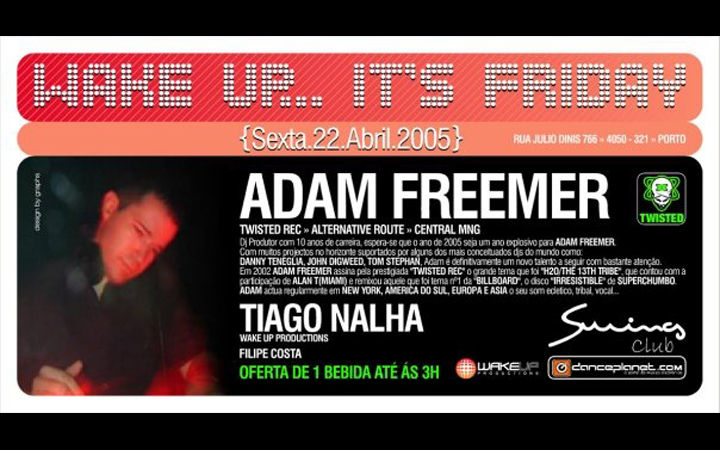 WAKE UP... IT'S FRIDAY
{Sexta.22.Abril.2005}
RUA JULIO DINIS 766 » 4050 - 321 » PORTO
design by graphs
ADAM FREEMER
TWISTED
TWISTED REC » ALTERNATIVE ROUTE » CENTRAL MNG
Dj Produtor com 10 anos de carreira, espera-se que o ano de 2005 seja um ano explosivo para ADAM FREEMER.
Com muitos projectos no horizonte suportados por alguns dos mais conceituados djs do mundo como:
DANNY TENEGLIA, JOHN DIGWEED, TOM STEPHAN, Adam é definitivamente um novo talento a seguir com bastante atenção.
Em 2002 ADAM FREEMER assina pela prestigiada "TWISTED REC" o grande tema que foi "H20/THE 13TH TRIBE", que contou com a
participação de ALAN T(MIAMI) e remixou aquele que foi tema nº1 da "BILLBOARD", o disco "IRRESISTIBLE" de SUPERCHUMBO.
ADAM actua regularmente em NEW YORK, AMERICA DO SUL, EUROPA E ASIA o seu som ecletico, tribal, vocal...
TIAGO NALHA
WAKE UP PRODUCTIONS
FILIPE COSTA
OFERTA DE 1 BEBIDA ATÉ ÁS 3H
WAKEUP
PRODUCTIONS
Swing
Club
danceplanet.com